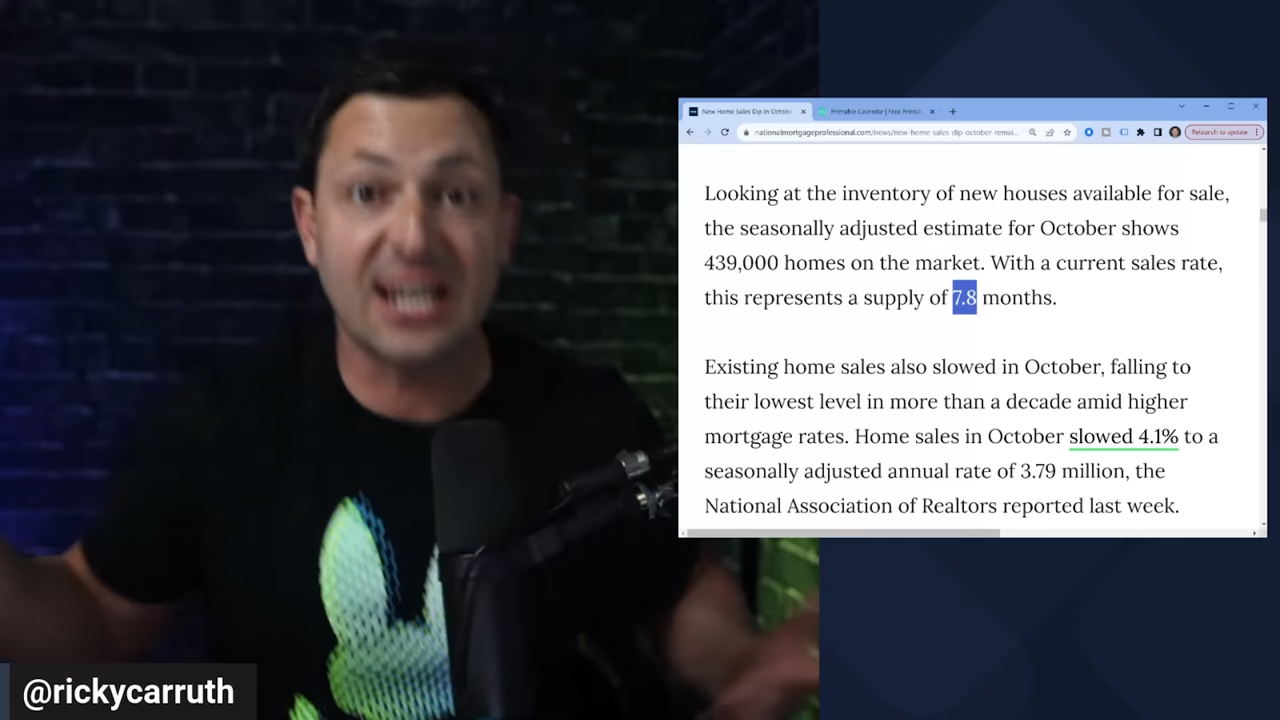 New Home Sales Dip In Octobe
Printable Calendar | Free Printab
nationalmortgageprofessional.com/news/new-home-sales-dip-october-remai...
Relaunch to update
Looking at the inventory of new houses available for sale,
the seasonally adjusted estimate for October shows
439,000 homes on the market. With a current sales rate,
this represents a supply of 7.8 months.
Existing home sales also slowed in October, falling to
their lowest level in more than a decade amid higher
mortgage rates. Home sales in October slowed 4.1% to a
seasonally adjusted annual rate of 3.79 million, the
National Association of Realtors reported last week.
@rickycarruth